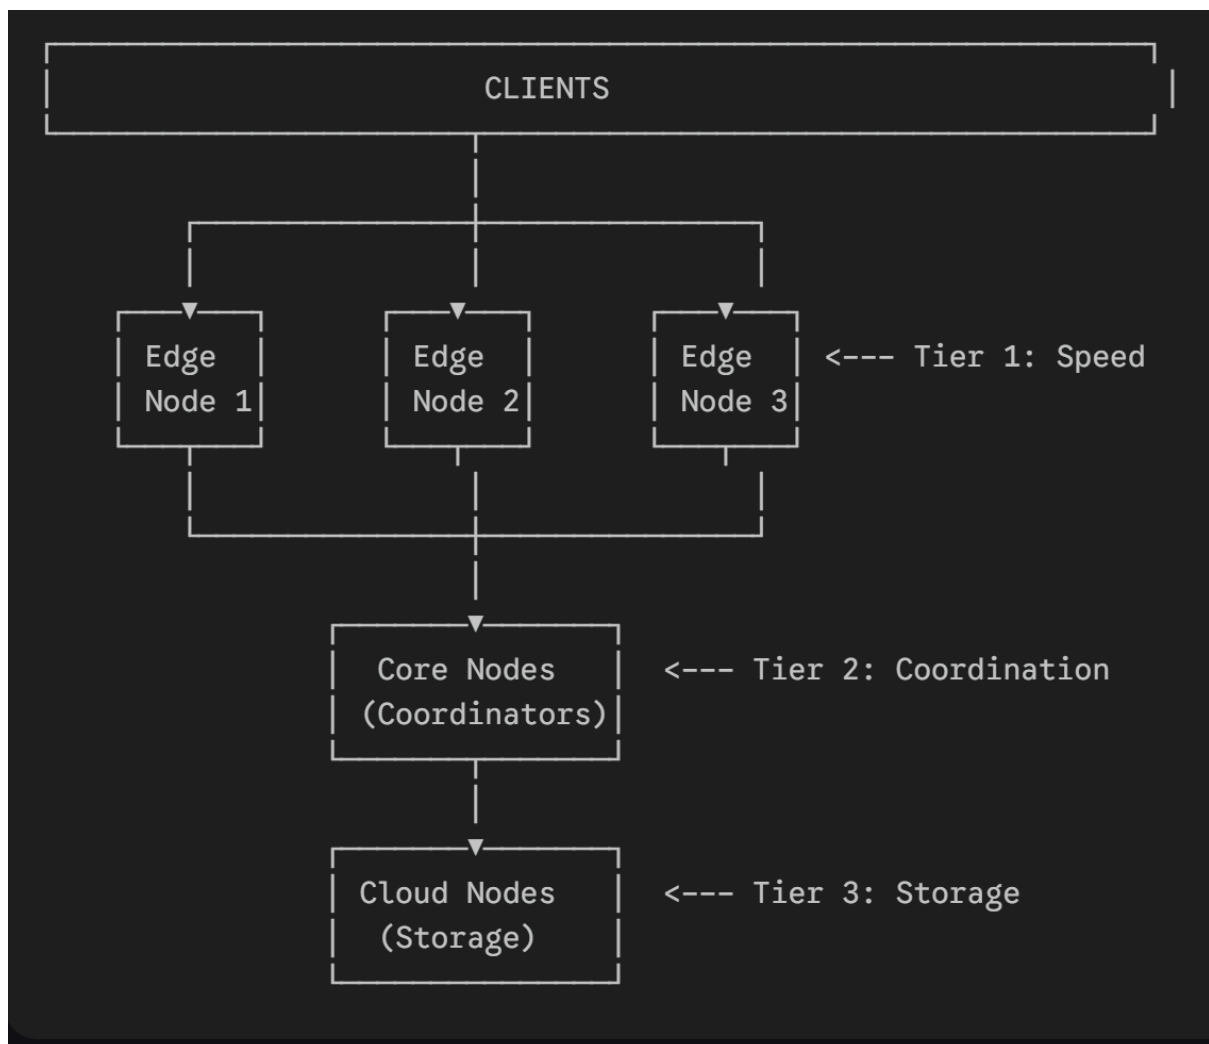 CLIENTS
Edge Edge Edge <--- Tier 1: Speed
Node 1 Node 2 Node 3
Core Nodes <--- Tier 2: Coordination
(Coordinators)
Cloud Nodes <--- Tier 3: Storage
(Storage)